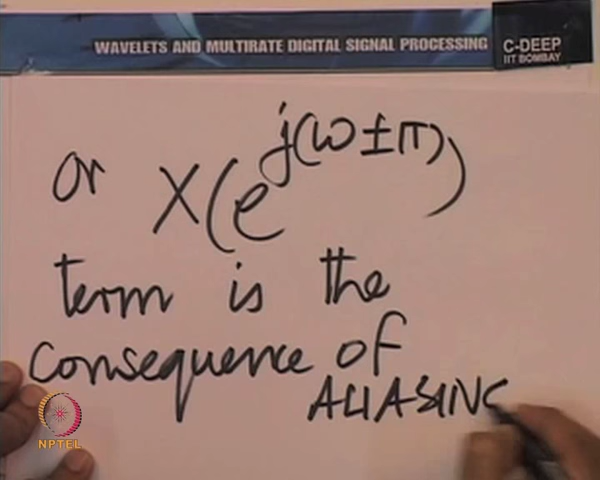 WAVELETS AND MULTIRATE DIGITAL SIGNAL PROCESSING
C-DEEP
IIT BOMBAY
or X(e^{j(ω±π)})
term is the
consequence of
ALIASING
NPTEL